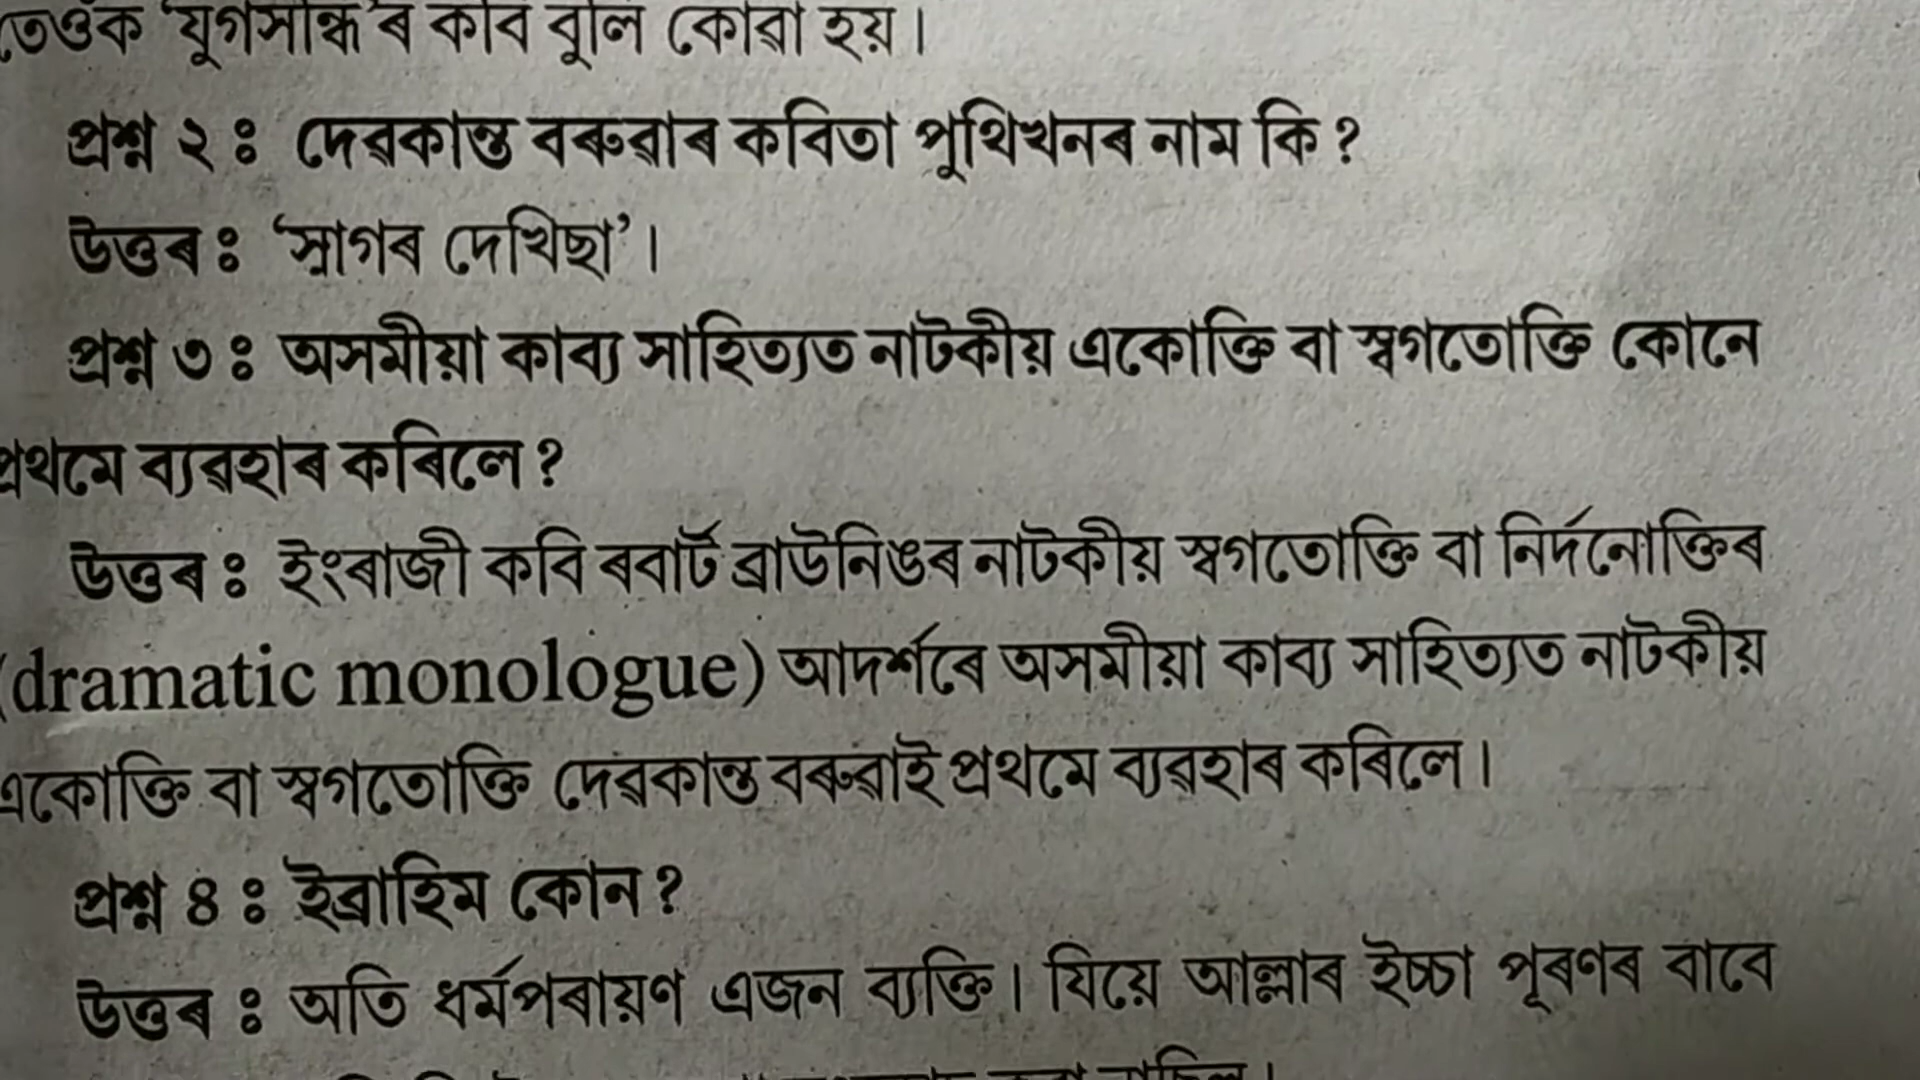 তেওঁক 'যুগসন্ধি'ৰ কবি বুলি কোৱা হয়।
প্ৰশ্ন ২ঃ দেৱকান্ত বৰুৱাৰ কবিতা পুথিখনৰ নাম কি?
উত্তৰঃ ‘সাগৰ দেখিছা’।
প্ৰশ্ন ৩ঃ অসমীয়া কাব্য সাহিত্যত নাটকীয় একোক্তি বা স্বগতোক্তি কোনে
প্ৰথমে ব্যৱহাৰ কৰিলে?
উত্তৰঃ ইংৰাজী কবি ৰবাৰ্ট ব্ৰাউনিঙৰ নাটকীয় স্বগতোক্তি বা নিৰ্দনোক্তিৰ
(dramatic monologue) আদৰ্শৰে অসমীয়া কাব্য সাহিত্যত নাটকীয়
একোক্তি বা স্বগতোক্তি দেৱকান্ত বৰুৱাই প্ৰথমে ব্যৱহাৰ কৰিলে।
প্ৰশ্ন ৪ঃ ইব্ৰাহিম কোন?
উত্তৰঃ অতি ধৰ্মপৰায়ণ এজন ব্যক্তি। যিয়ে আল্লাৰ ইচ্চা পূৰণৰ বাবে